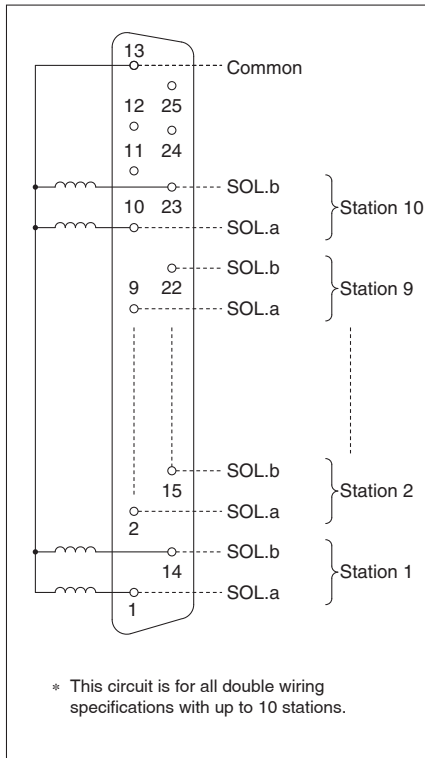 13
Common
12 25
11 24
SOL.b
10 23 Station 10
SOL.a
SOL.b
9 22 Station 9
SOL.a
SOL.b
15 Station 2
SOL.a
2
SOL.b
14 Station 1
SOL.a
1
* This circuit is for all double wiring
specifications with up to 10 stations.